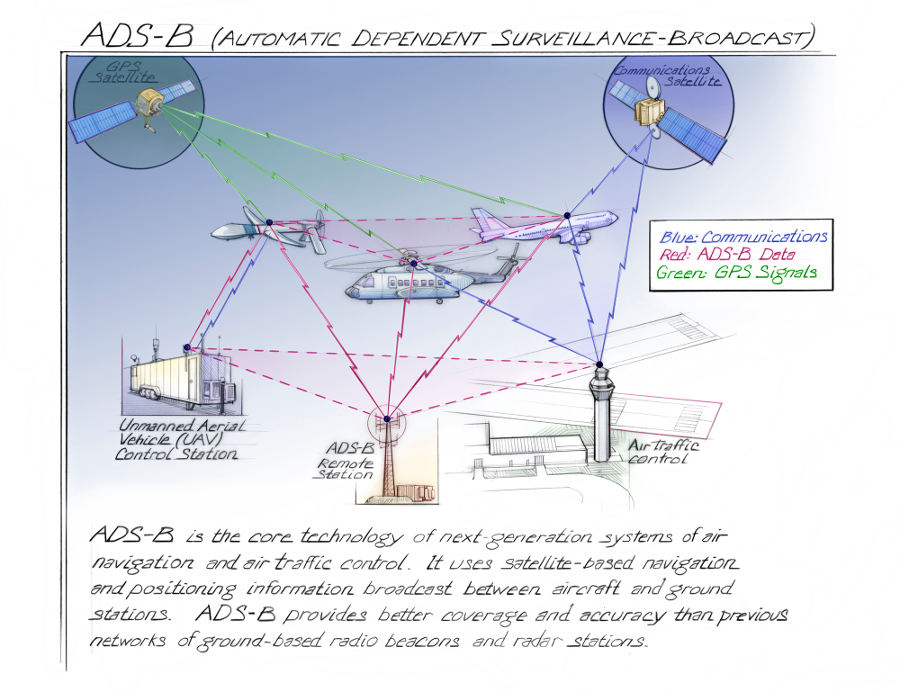 ADS-B (AUTOMATIC DEPENDENT SURVEILLANCE-BROADCAST)
GPS
Satellite
Communications
Satellite
Blue: Communications
Red: ADS-B Data
Green: GPS Signals
Unmanned Aerial
Vehicle (UAV)
Control Station
ADS-B
Remote
Station
Air Traffic
Control
ADS-B is the core technology of next-generation systems of air
navigation and air traffic control. It uses satellite-based navigation
and positioning information broadcast between aircraft and ground
stations. ADS-B provides better coverage and accuracy than previous
networks of ground-based radio beacons and radar stations.